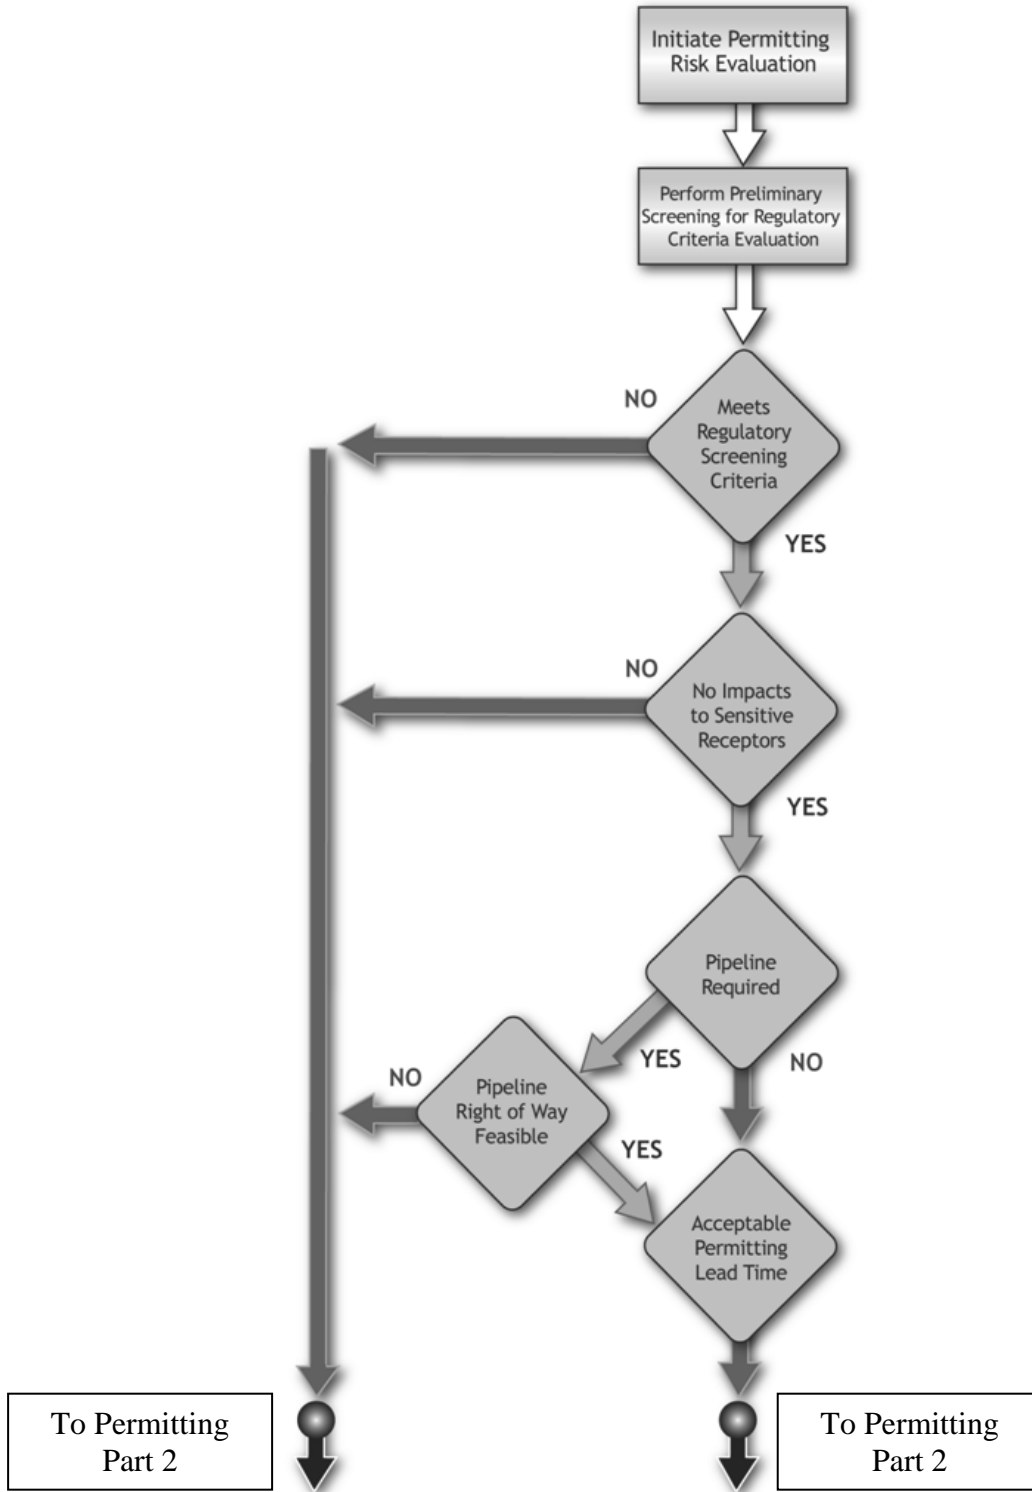 Initiate Permitting
Risk Evaluation
Perform Preliminary
Screening for Regulatory
Criteria Evaluation
NO
Meets
Regulatory
Screening
Criteria
YES
NO
No Impacts
to Sensitive
Receptors
YES
Pipeline
Required
YES
NO
NO
Pipeline
Right of Way
Feasible
YES
Acceptable
Permitting
Lead Time
To Permitting
Part 2
To Permitting
Part 2